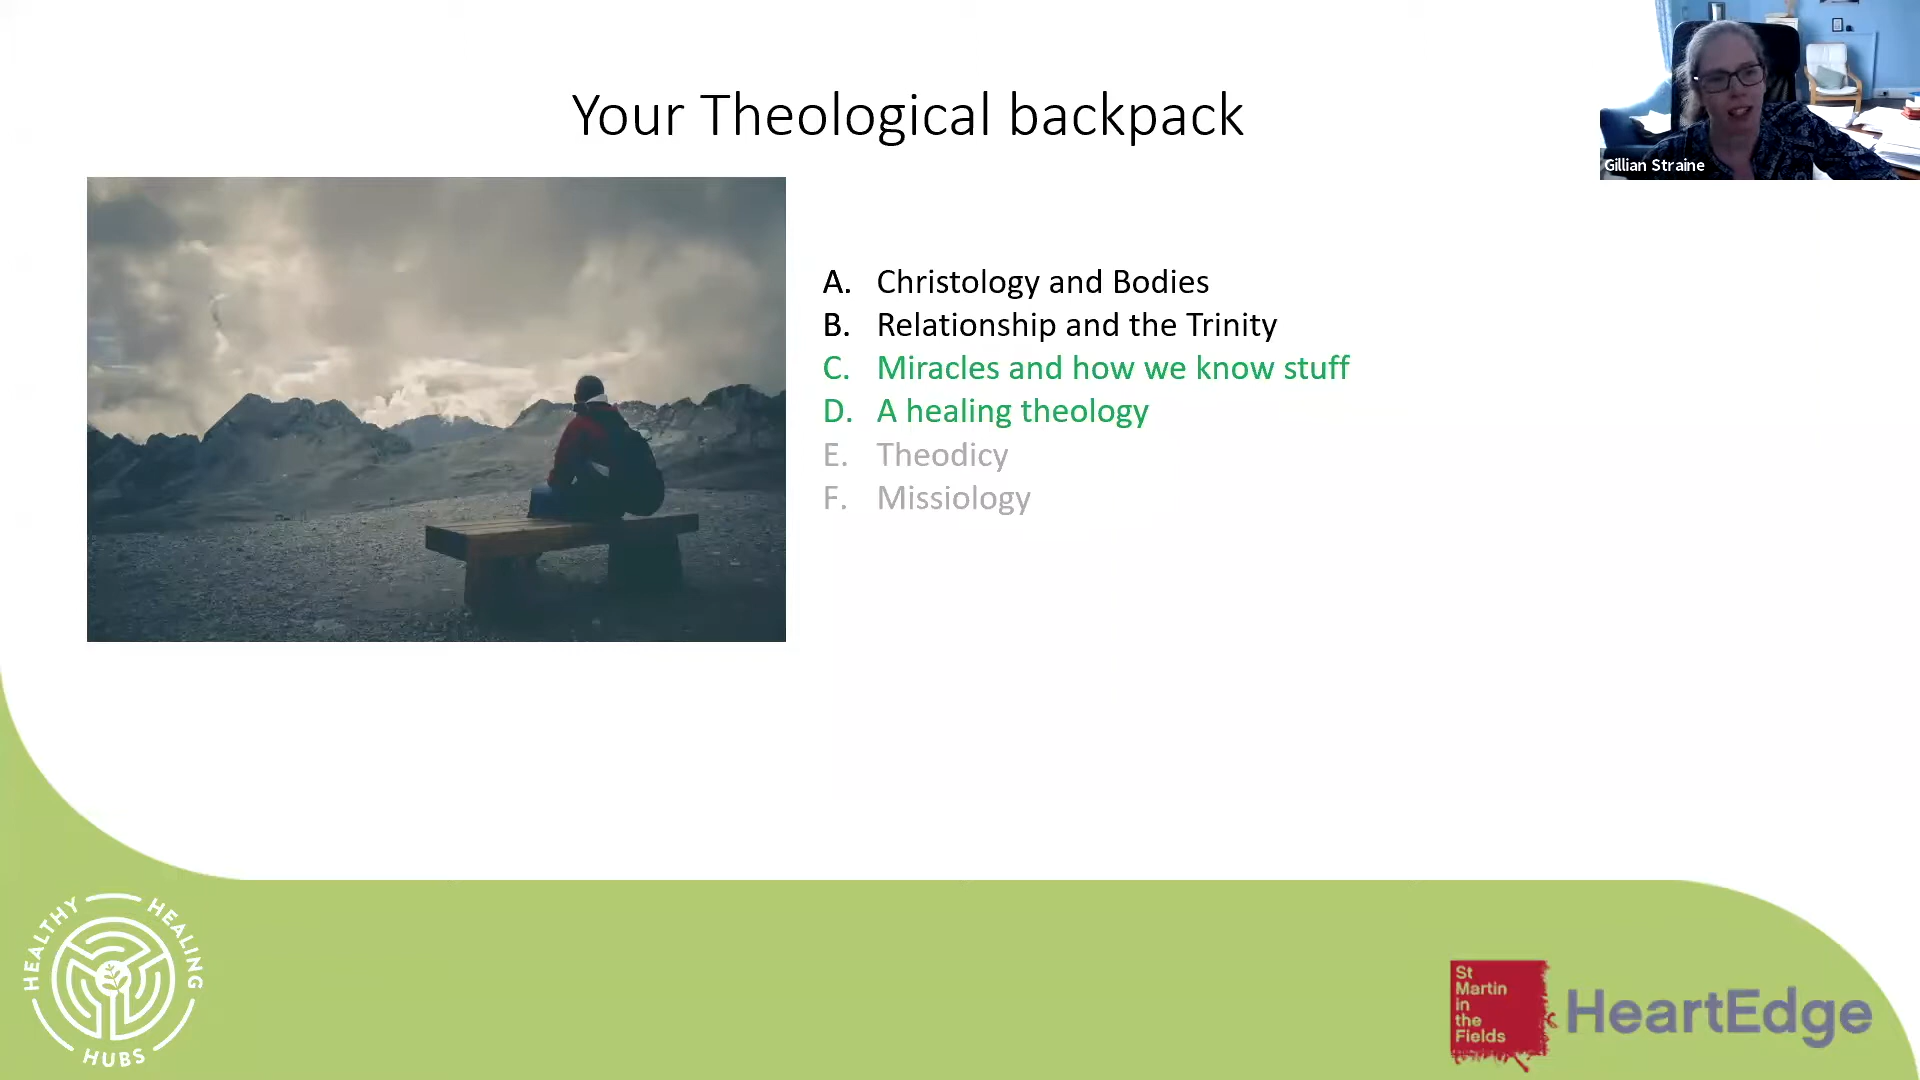 Your Theological backpack
Gillian Straine
A. Christology and Bodies
B. Relationship and the Trinity
C. Miracles and how we know stuff
D. A healing theology
E. Theodicy
F. Missiology
HEALTHY HEALING
HUBS
St
Martin
in
the
Fields
HeartEdge